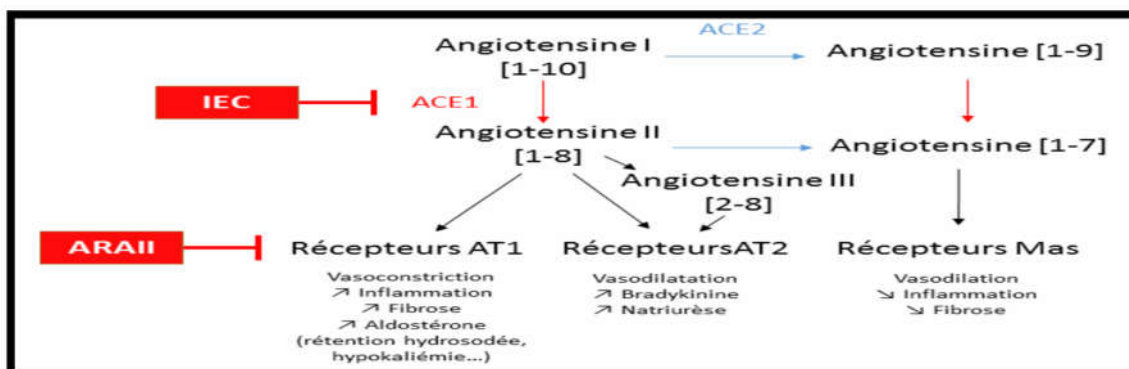 ACE2
Angiotensine I
[1-10]
Angiotensine [1-9]
IEC
ACE1
Angiotensine II
[1-8]
Angiotensine [1-7]
Angiotensine III
[2-8]
ARAII
Récepteurs AT1
Vasoconstriction
↗ Inflammation
↗ Fibrose
↗ Aldostérone
(rétention hydrosodée,
hypokaliémie...)
RécepteursAT2
Vasodilatation
↗ Bradykinine
↗ Natriurèse
Récepteurs Mas
Vasodilation
↘ Inflammation
↘ Fibrose